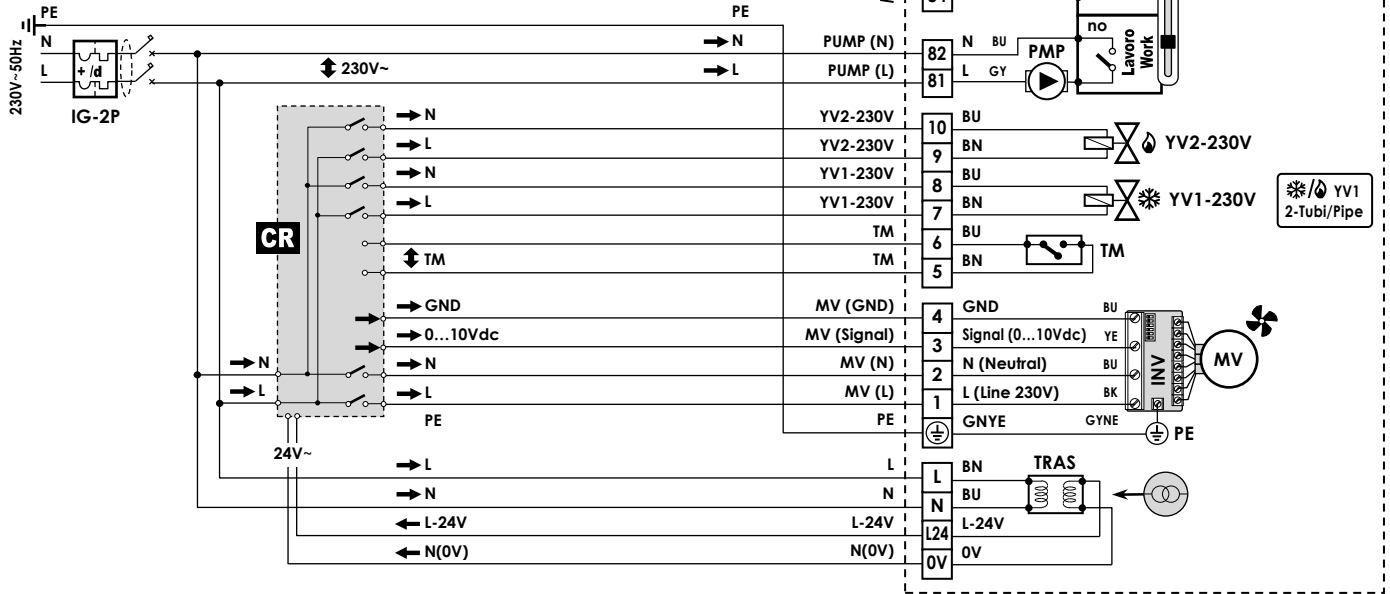 PE PE
N → N PUMP (N) 82 N BU
L + /d ↕ 230V~ → L PUMP (L) 81 L GY PMP
no Lavoro Work
230V~50Hz
IG-2P
→ N YV2-230V 10 BU
→ L YV2-230V 9 BN YV2-230V
→ N YV1-230V 8 BU
→ L YV1-230V 7 BN YV1-230V
/ YV1
2-Tubi/Pipe
CR
TM 6 BU
↕ TM TM 5 BN TM
→ GND MV (GND) 4 GND BU
→ 0...10Vdc MV (Signal) 3 Signal (0...10Vdc) YE
→ N → N MV (N) 2 N (Neutral) BU
→ L → L MV (L) 1 L (Line 230V) BK
INV MV
PE PE GNYE GYNE PE
24V~
→ L L L BN TRAS
→ N N N BU
← L-24V L-24V L24 L-24V
← N(0V) N(0V) 0V 0V